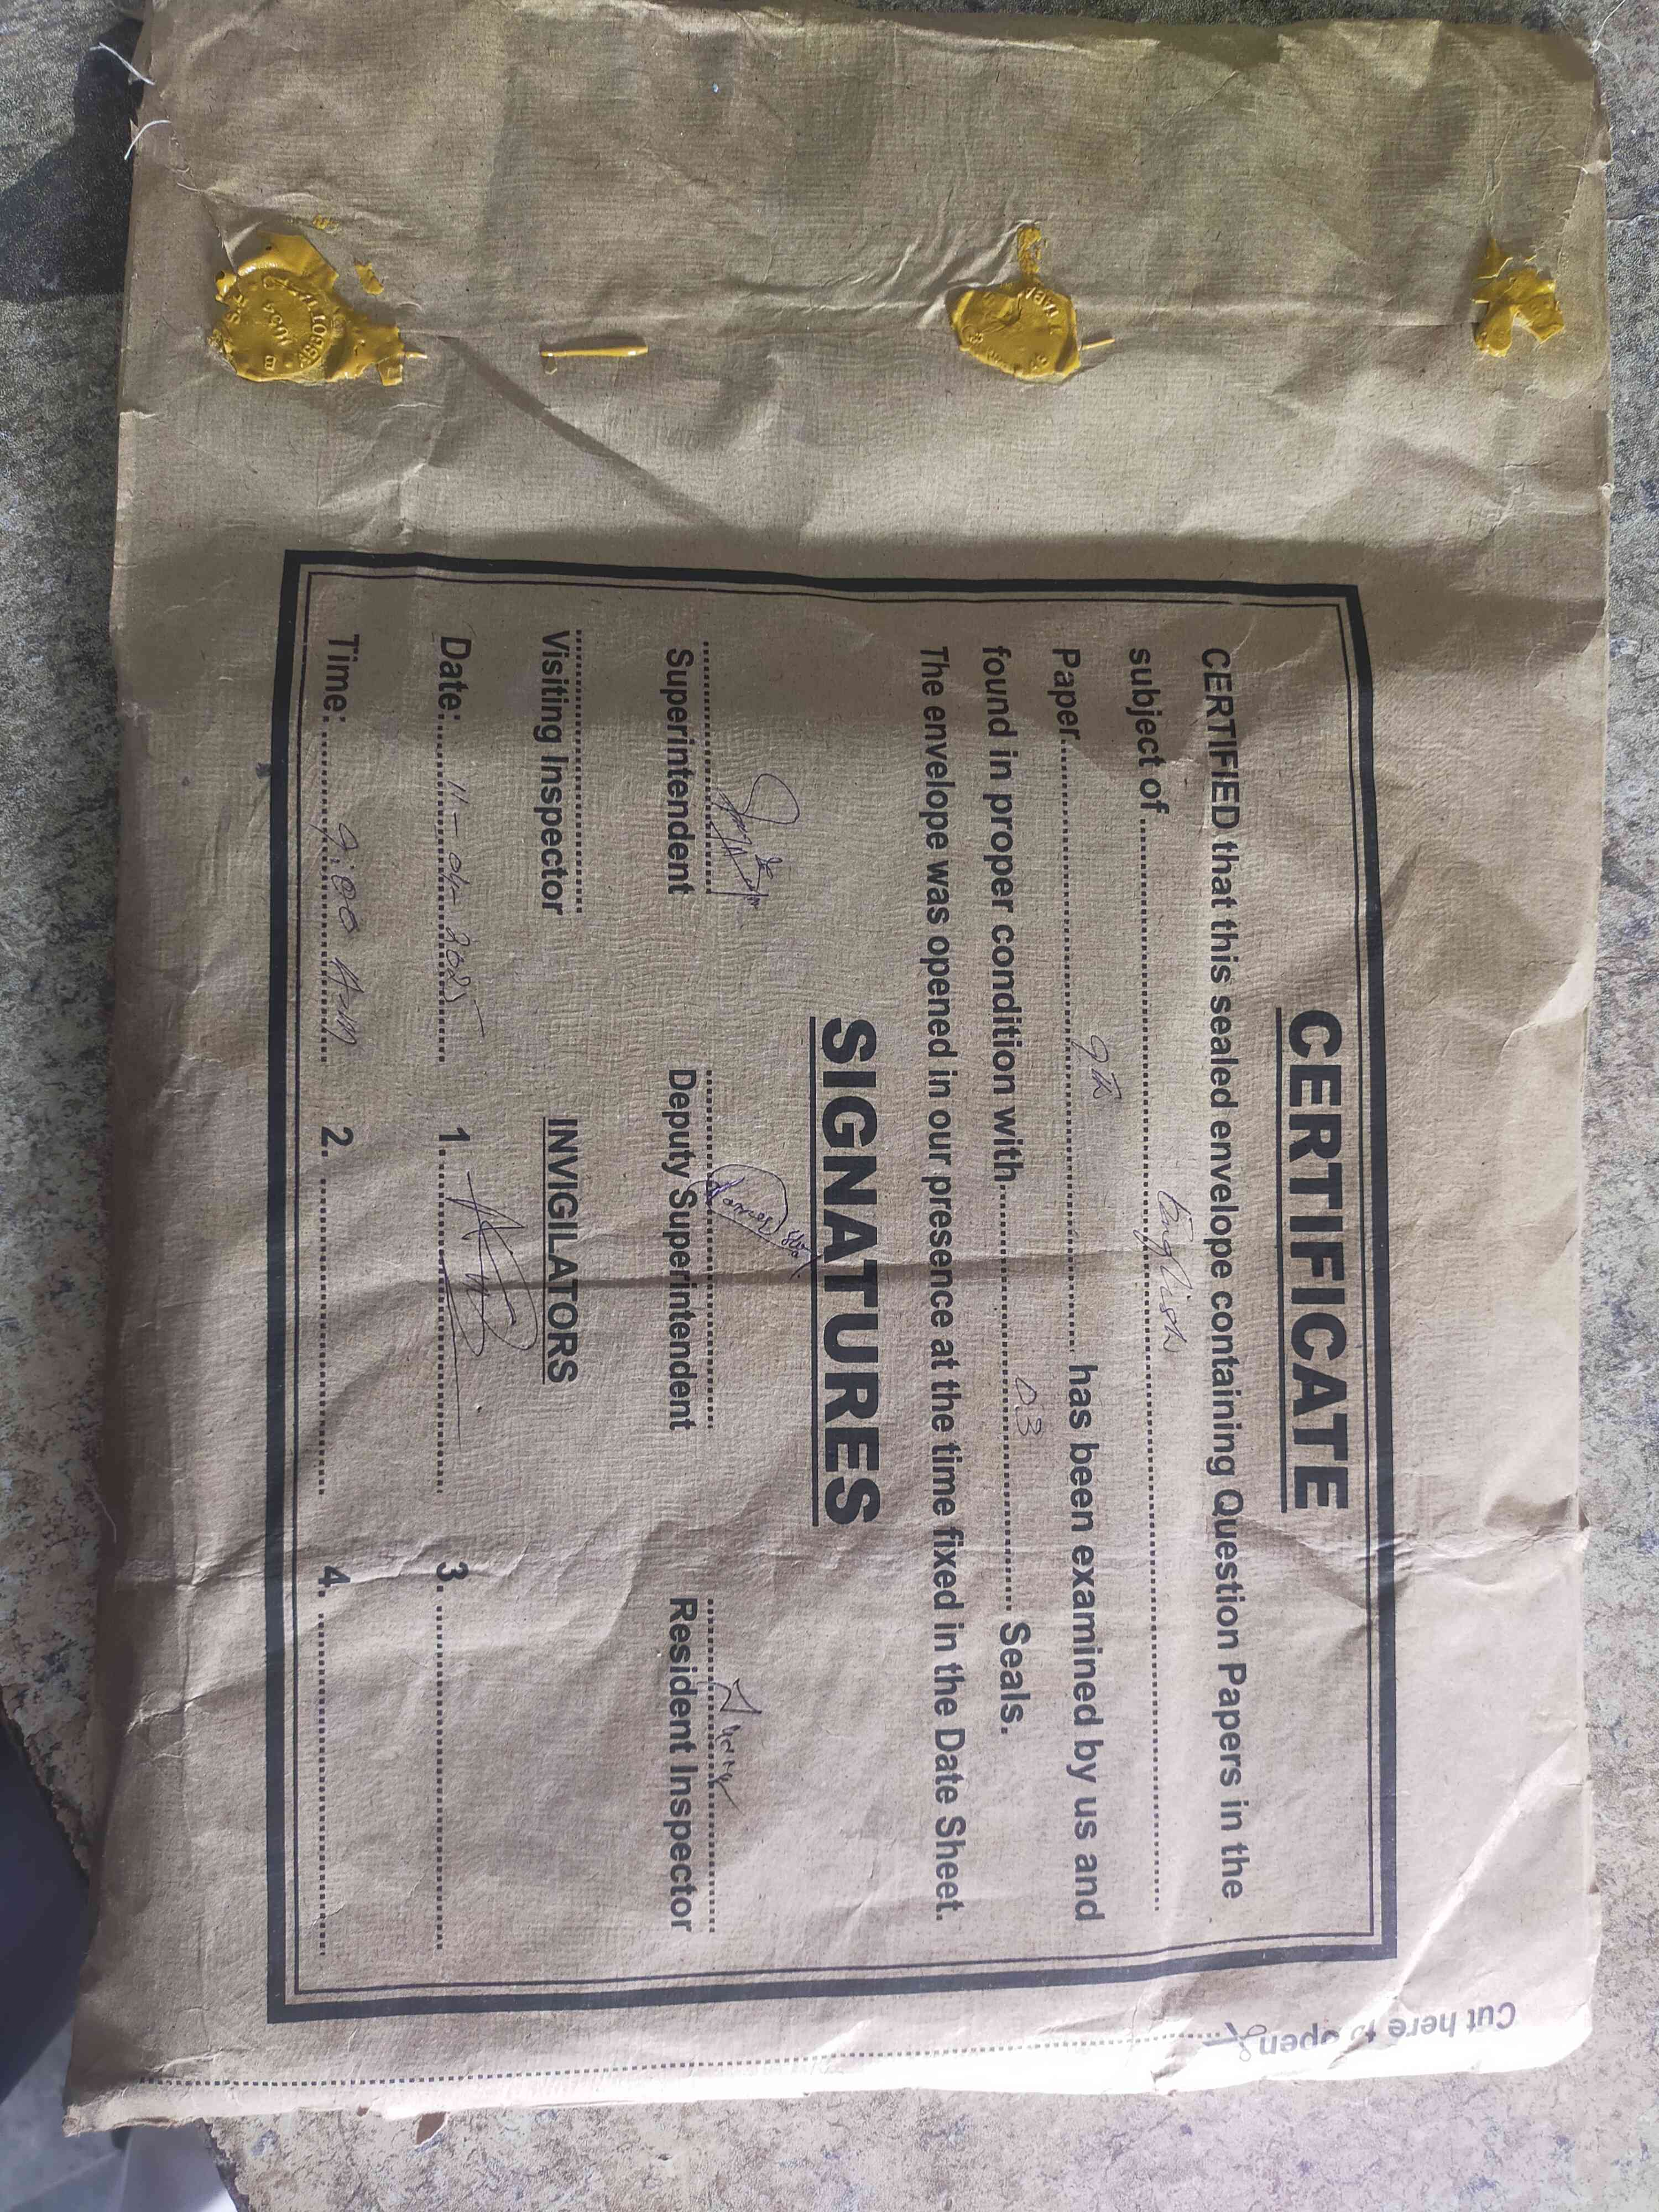 CERTIFICATE
CERTIFIED that this sealed envelope containing Question Papers in the
subject of English
Paper 9th has been examined by us and
found in proper condition with 03 Seals.
The envelope was opened in our presence at the time fixed in the Date Sheet.
SIGNATURES
Superintendent Deputy Superintendent Resident Inspector
Visiting Inspector INVIGILATORS
Date: 11-04-2025 1. 3.
Time: 9:00 A.M 2. 4.
Cut here to open